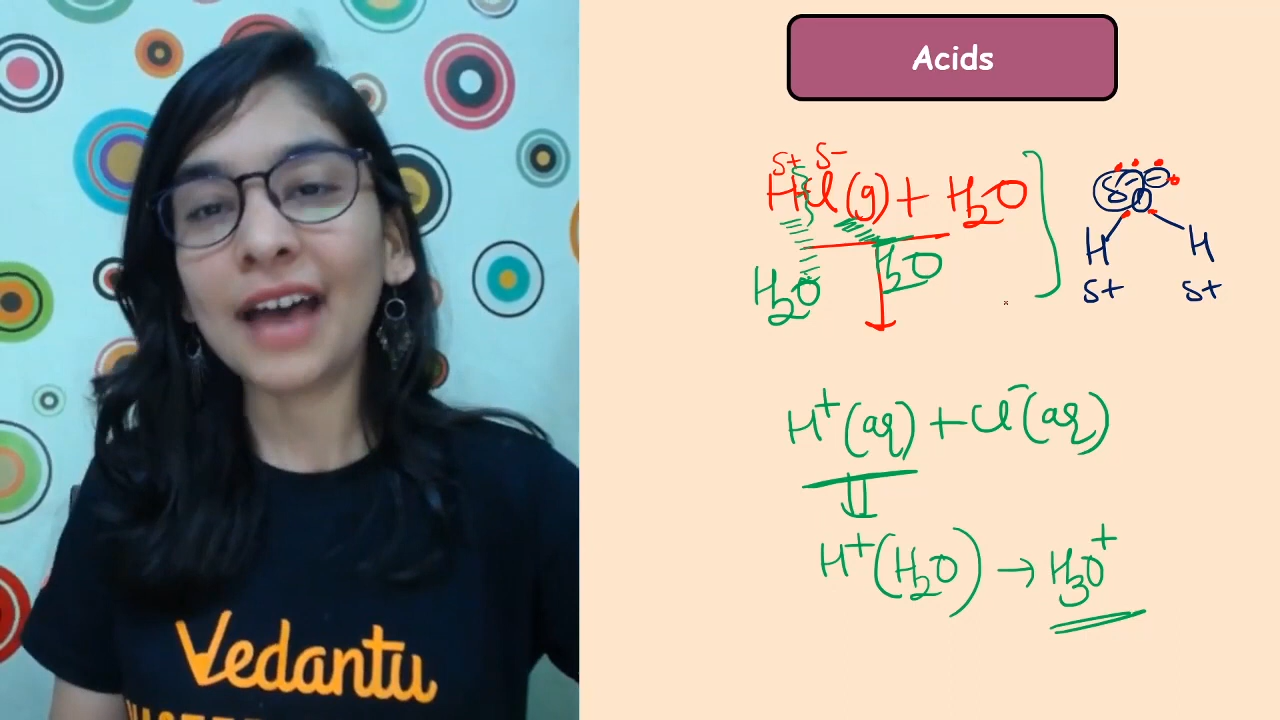 Acids
δ+ δ-
HCl(g) + H₂O
H₂O
H₂O
H⁺(aq) + Cl⁻(aq)
H⁺(H₂O) → H₃O⁺
δ-
O
H H
δ+ δ+
Vedantu